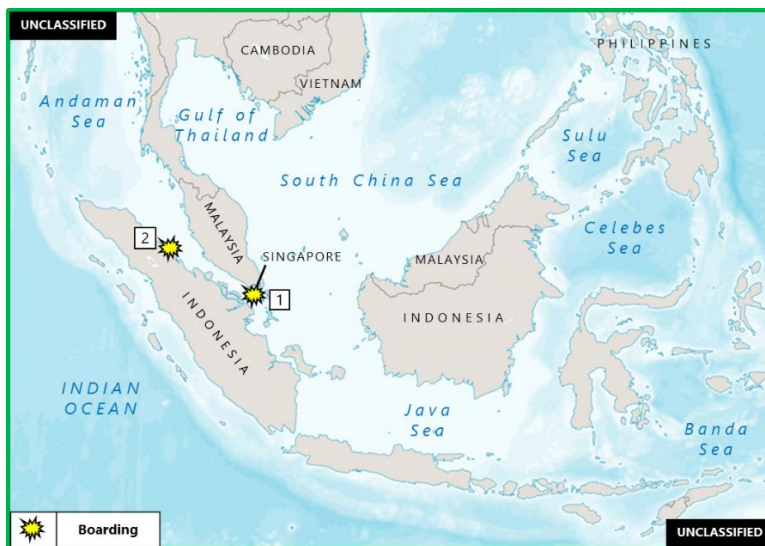 UNCLASSIFIED
CAMBODIA
PHILIPPINES
VIETNAM
Andaman
Sea
Gulf of
Thailand
Sulu
Sea
South China Sea
MALAYSIA
Celebes
Sea
2
SINGAPORE
MALAYSIA
1
INDONESIA
INDONESIA
INDIAN
OCEAN
Java
Sea
Banda
Sea
Boarding
UNCLASSIFIED